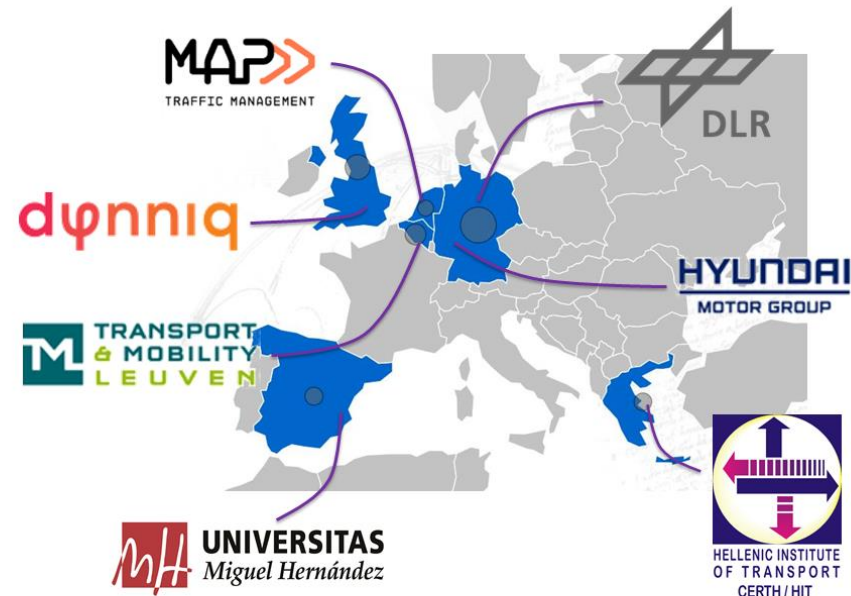 MAP
TRAFFIC MANAGEMENT
DLR
dynniq
HYUNDAI
MOTOR GROUP
TML
TRANSPORT
& MOBILITY
LEUVEN
UNIVERSITAS
Miguel Hernández
HELLENIC INSTITUTE
OF TRANSPORT
CERTH / HIT